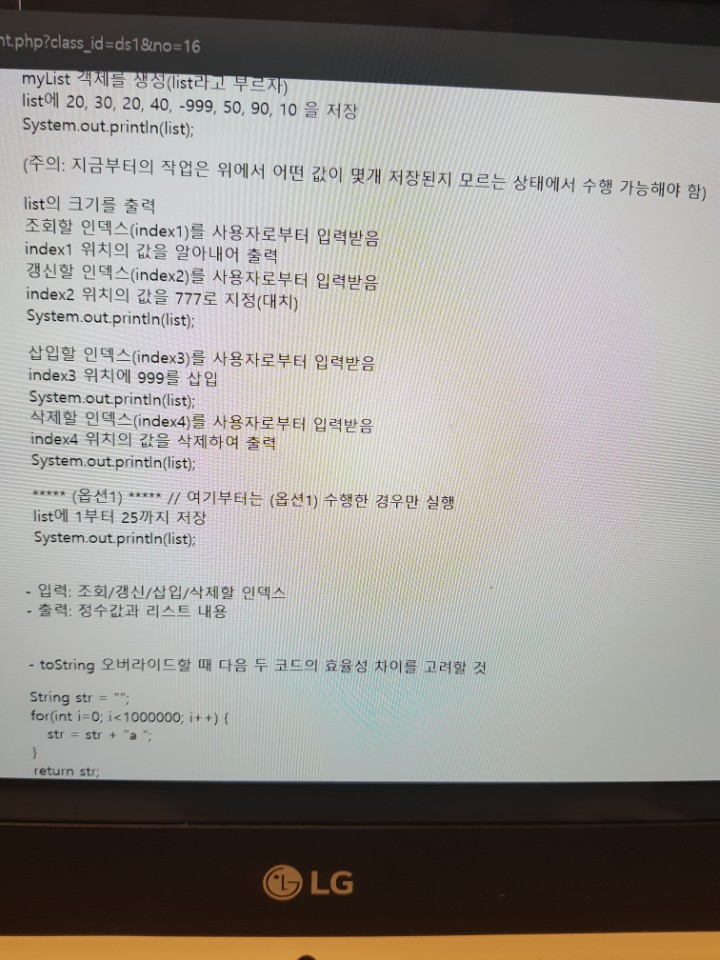 nt.php?class_id=ds1&no=16
myList 객체를 생성(list라고 부르자)
list에 20, 30, 20, 40, -999, 50, 90, 10 을 저장
System.out.println(list);
(주의: 지금부터의 작업은 위에서 어떤 값이 몇개 저장된지 모르는 상태에서 수행 가능해야 함)
list의 크기를 출력
조회할 인덱스(index1)를 사용자로부터 입력받음
index1 위치의 값을 알아내어 출력
갱신할 인덱스(index2)를 사용자로부터 입력받음
index2 위치의 값을 777로 지정(대치)
System.out.println(list);
삽입할 인덱스(index3)를 사용자로부터 입력받음
index3 위치에 999를 삽입
System.out.println(list);
삭제할 인덱스(index4)를 사용자로부터 입력받음
index4 위치의 값을 삭제하여 출력
System.out.println(list);
***** (옵션1) ***** // 여기부터는 (옵션1) 수행한 경우만 실행
list에 1부터 25까지 저장
System.out.println(list);
- 입력: 조회/갱신/삽입/삭제할 인덱스
- 출력: 정수값과 리스트 내용
- toString 오버라이드할 때 다음 두 코드의 효율성 차이를 고려할 것
String str = "";
for(int i=0; i<1000000; i++) {
str = str + "a ";
}
return str;
LG